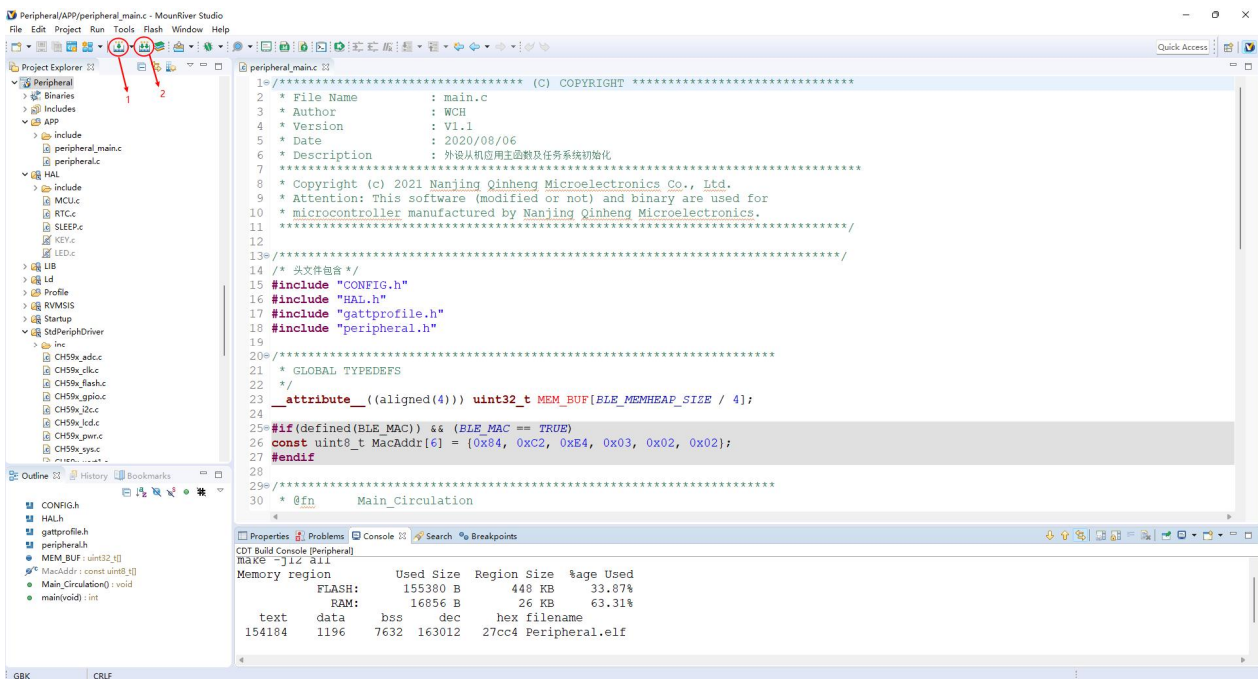 Peripheral/APP/peripheral_main.c - MounRiver Studio
File Edit Project Run Tools Flash Window Help
Quick Access
1
2
Project Explorer
Peripheral
Binaries
Includes
APP
include
peripheral_main.c
peripheral.c
HAL
include
MCU.c
RTC.c
SLEEP.c
KEY.c
LED.c
LIB
Ld
Profile
RVMSIS
Startup
StdPeriphDriver
inc
CH59x_adc.c
CH59x_clk.c
CH59x_flash.c
CH59x_gpio.c
CH59x_i2c.c
CH59x_lcd.c
CH59x_pwr.c
CH59x_sys.c
Outline History Bookmarks
CONFIG.h
HAL.h
gattprofile.h
peripheral.h
MEM_BUF : uint32_t[]
MacAddr : const uint8_t[]
Main_Circulation() : void
main(void) : int
peripheral_main.c
1 /********************************** (C) COPYRIGHT *******************************
2 * File Name : main.c
3 * Author : WCH
4 * Version : V1.1
5 * Date : 2020/08/06
6 * Description : 外设从机应用主函数及任务系统初始化
7 *********************************************************************************
8 * Copyright (c) 2021 Nanjing Qinheng Microelectronics Co., Ltd.
9 * Attention: This software (modified or not) and binary are used for
10 * microcontroller manufactured by Nanjing Qinheng Microelectronics.
11 *******************************************************************************/
12
13 /******************************************************************************/
14 /* 头文件包含 */
15 #include "CONFIG.h"
16 #include "HAL.h"
17 #include "gattprofile.h"
18 #include "peripheral.h"
19
20 /*********************************************************************
21 * GLOBAL TYPEDEFS
22 */
23 __attribute__((aligned(4))) uint32_t MEM_BUF[BLE_MEMHEAP_SIZE / 4];
24
25 #if(defined(BLE_MAC)) && (BLE_MAC == TRUE)
26 const uint8_t MacAddr[6] = {0x84, 0xC2, 0xE4, 0x03, 0x02, 0x02};
27 #endif
28
29 /*********************************************************************
30 * @fn Main_Circulation
Properties Problems Console Search Breakpoints
CDT Build Console [Peripheral]
make -j12 all
Memory region Used Size Region Size %age Used
FLASH: 155380 B 448 KB 33.87%
RAM: 16856 B 26 KB 63.31%
text data bss dec hex filename
154184 1196 7632 163012 27cc4 Peripheral.elf
GBK CRLF